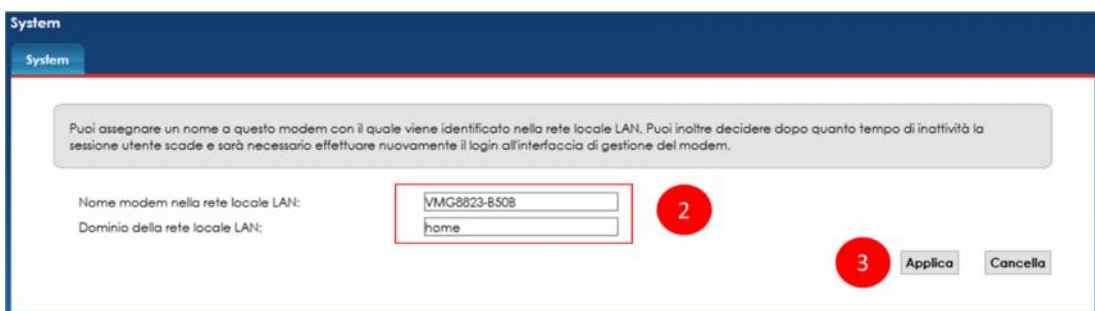 System
System
Puoi assegnare un nome a questo modem con il quale viene identificato nella rete locale LAN. Puoi inoltre decidere dopo quanto tempo di inattività la
sessione utente scade e sarà necessario effettuare nuovamente il login all'interfaccia di gestione del modem.
Nome modem nella rete locale LAN: VMG8823-B50B
Dominio della rete locale LAN: home
2
3 Applica Cancella